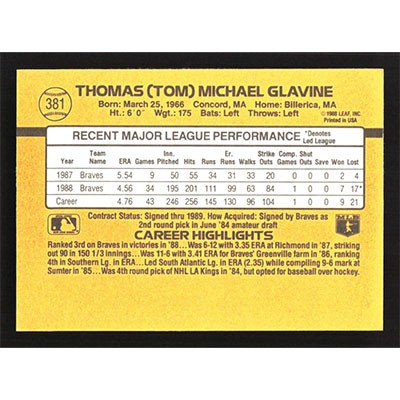 381
THOMAS (TOM) MICHAEL GLAVINE
Born: March 25, 1966 Concord, MA Home: Billerica, MA
Ht.: 6'0" Wgt.: 175 Bats: Left Throws: Left
©1988 LEAF, INC.
Printed in USA
RECENT MAJOR LEAGUE PERFORMANCE *Denotes Led League
Year Team Name ERA Games Inn. Pitched Hits Runs Er. Runs Walks Strike Outs Comp. Games Shut Outs Saves Won Lost
1987 Braves 5.54 9 50 55 34 31 33 20 0 0 0 2 4
1988 Braves 4.56 34 195 201 111 99 63 84 1 0 0 7 17*
Career 4.76 43 246 256 145 130 96 104 1 0 0 9 21
Contract Status: Signed thru 1989. How Acquired: Signed by Braves as
2nd round pick in June '84 amateur draft
CAREER HIGHLIGHTS
Ranked 3rd on Braves in victories in '88... Was 6-12 with 3.35 ERA at Richmond in '87, striking
out 90 in 150 1/3 innings... Was 11-6 with 3.41 ERA for Braves' Greenville farm in '86, ranking
4th in Southern Lg. in ERA... Led South Atlantic Lg. in ERA (2.35) while compiling 9-6 mark at
Sumter in '85... Was 4th round pick of NHL LA Kings in '84, but opted for baseball over hockey.